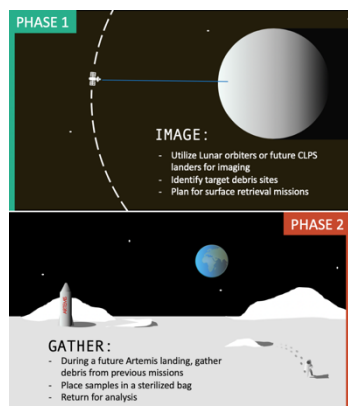 PHASE 1
IMAGE:
- Utilize Lunar orbiters or future CLPS
landers for imaging
- Identify target debris sites
- Plan for surface retrieval missions
PHASE 2
GATHER:
- During a future Artemis landing, gather
debris from previous missions
- Place samples in a sterilized bag
- Return for analysis